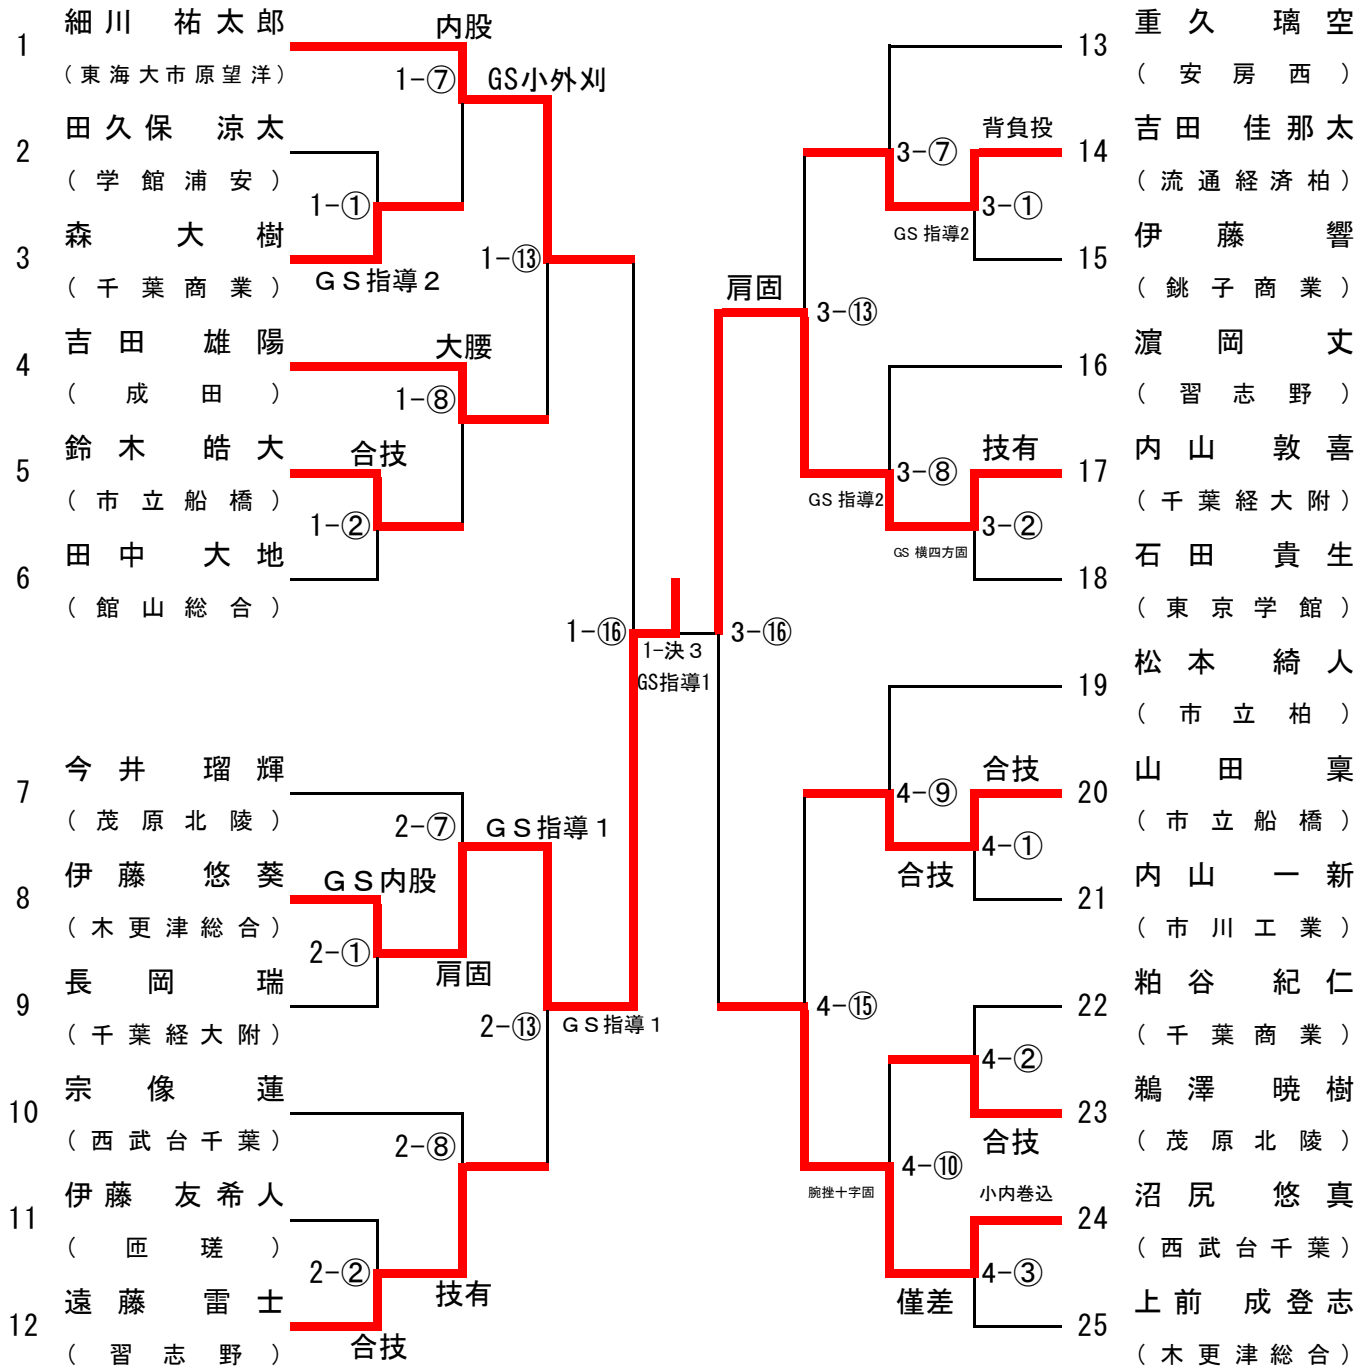 1 細川 祐太郎
（東海大市原望洋）
2 田久保 涼太
（学館浦安）
3 森 大樹
（千葉商業）
4 吉田 雄陽
（成田）
5 鈴木 皓大
（市立船橋）
6 田中 大地
（館山総合）
7 今井 瑠輝
（茂原北陵）
8 伊藤 悠葵
（木更津総合）
9 長岡 瑞
（千葉経大附）
10 宗像 蓮
（西武台千葉）
11 伊藤 友希人
（匝瑳）
12 遠藤 雷士
（習志野）
内股
1-⑦
GS小外刈
1-①
ＧＳ指導２
1-⑬
大腰
1-⑧
合技
1-②
1-⑯
1-決３
GS指導1
2-⑦
ＧＳ指導１
ＧＳ内股
2-①
肩固
2-⑬
ＧＳ指導１
2-⑧
2-②
技有
合技
背負投
3-⑦
3-①
GS 指導2
肩固
3-⑬
技有
3-⑧
GS 指導2
3-②
GS 横四方固
3-⑯
合技
4-⑨
4-①
合技
4-⑮
4-②
合技
4-⑩
腕挫十字固
小内巻込
4-③
僅差
13 重久 璃空
（安房西）
14 吉田 佳那太
（流通経済柏）
15 伊藤 響
（銚子商業）
16 濵岡 丈
（習志野）
17 内山 敦喜
（千葉経大附）
18 石田 貴生
（東京学館）
19 松本 綺人
（市立柏）
20 山田 稟
（市立船橋）
21 内山 一新
（市川工業）
22 粕谷 紀仁
（千葉商業）
23 鵜澤 暁樹
（茂原北陵）
24 沼尻 悠真
（西武台千葉）
25 上前 成登志
（木更津総合）